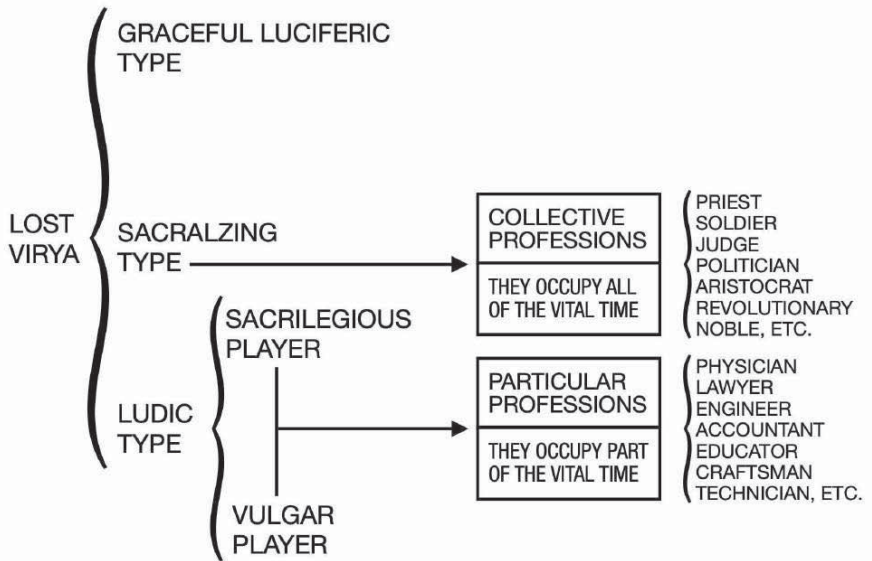 GRACEFUL LUCIFERIC
TYPE
LOST
VIRYA
SACRALZING
TYPE
COLLECTIVE
PROFESSIONS
THEY OCCUPY ALL
OF THE VITAL TIME
PRIEST
SOLDIER
JUDGE
POLITICIAN
ARISTOCRAT
REVOLUTIONARY
NOBLE, ETC.
LUDIC
TYPE
SACRILEGIOUS
PLAYER
VULGAR
PLAYER
PARTICULAR
PROFESSIONS
THEY OCCUPY PART
OF THE VITAL TIME
PHYSICIAN
LAWYER
ENGINEER
ACCOUNTANT
EDUCATOR
CRAFTSMAN
TECHNICIAN, ETC.